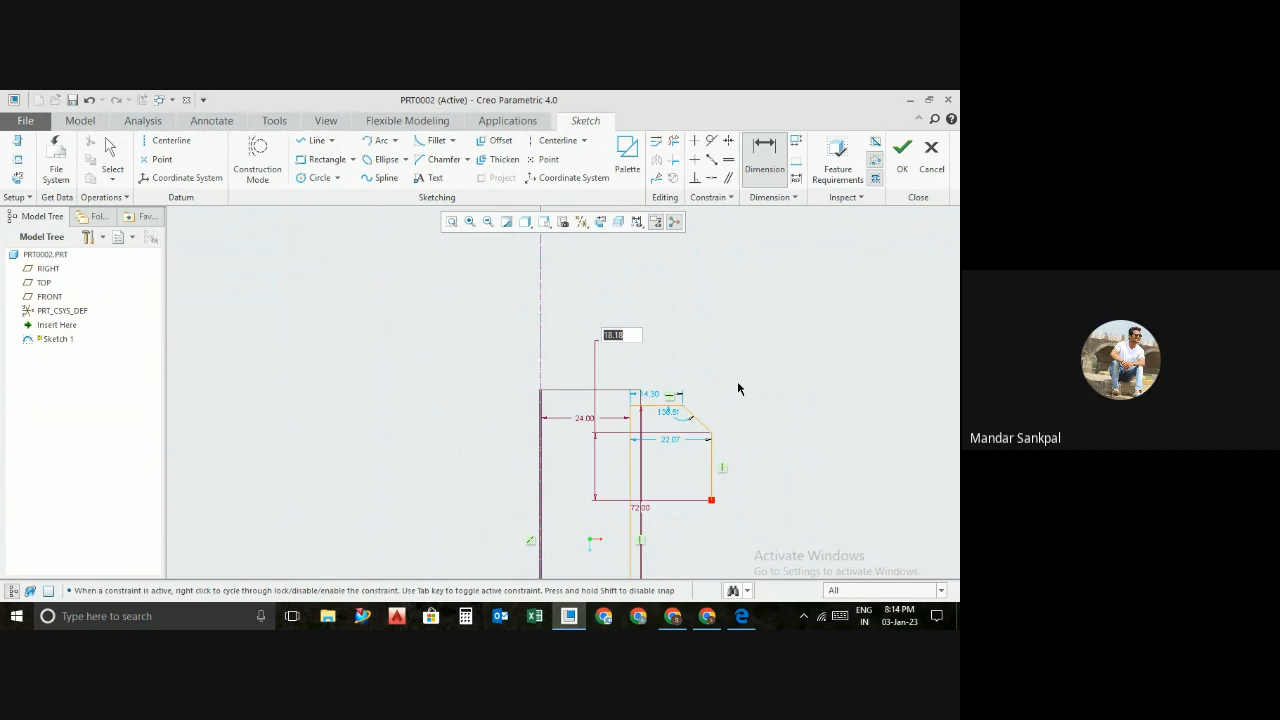 PRT0002 (Active) - Creo Parametric 4.0
File Model Analysis Annotate Tools View Flexible Modeling Applications Sketch
Centerline Line Arc Fillet Offset Centerline
Point Rectangle Ellipse Chamfer Thicken Point
Coordinate System Circle Spline Text Project Coordinate System
File System Select Construction Mode Palette Dimension Feature Requirements OK Cancel
Setup Get Data Operations Datum Sketching Editing Constrain Dimension Inspect Close
Model Tree Fol... Fav...
Model Tree
PRT0002.PRT
RIGHT
TOP
FRONT
PRT_CSYS_DEF
Insert Here
Sketch 1
18.18
24.00
22.07
72.00
Activate Windows
Go to Settings to activate Windows.
Mandar Sankpal
When a constraint is active, right click to cycle through lock/disable/enable the constraint. Use Tab key to toggle active constraint. Press and hold Shift to disable snap
All
Type here to search
ENG
IN
8:14 PM
03-Jan-23